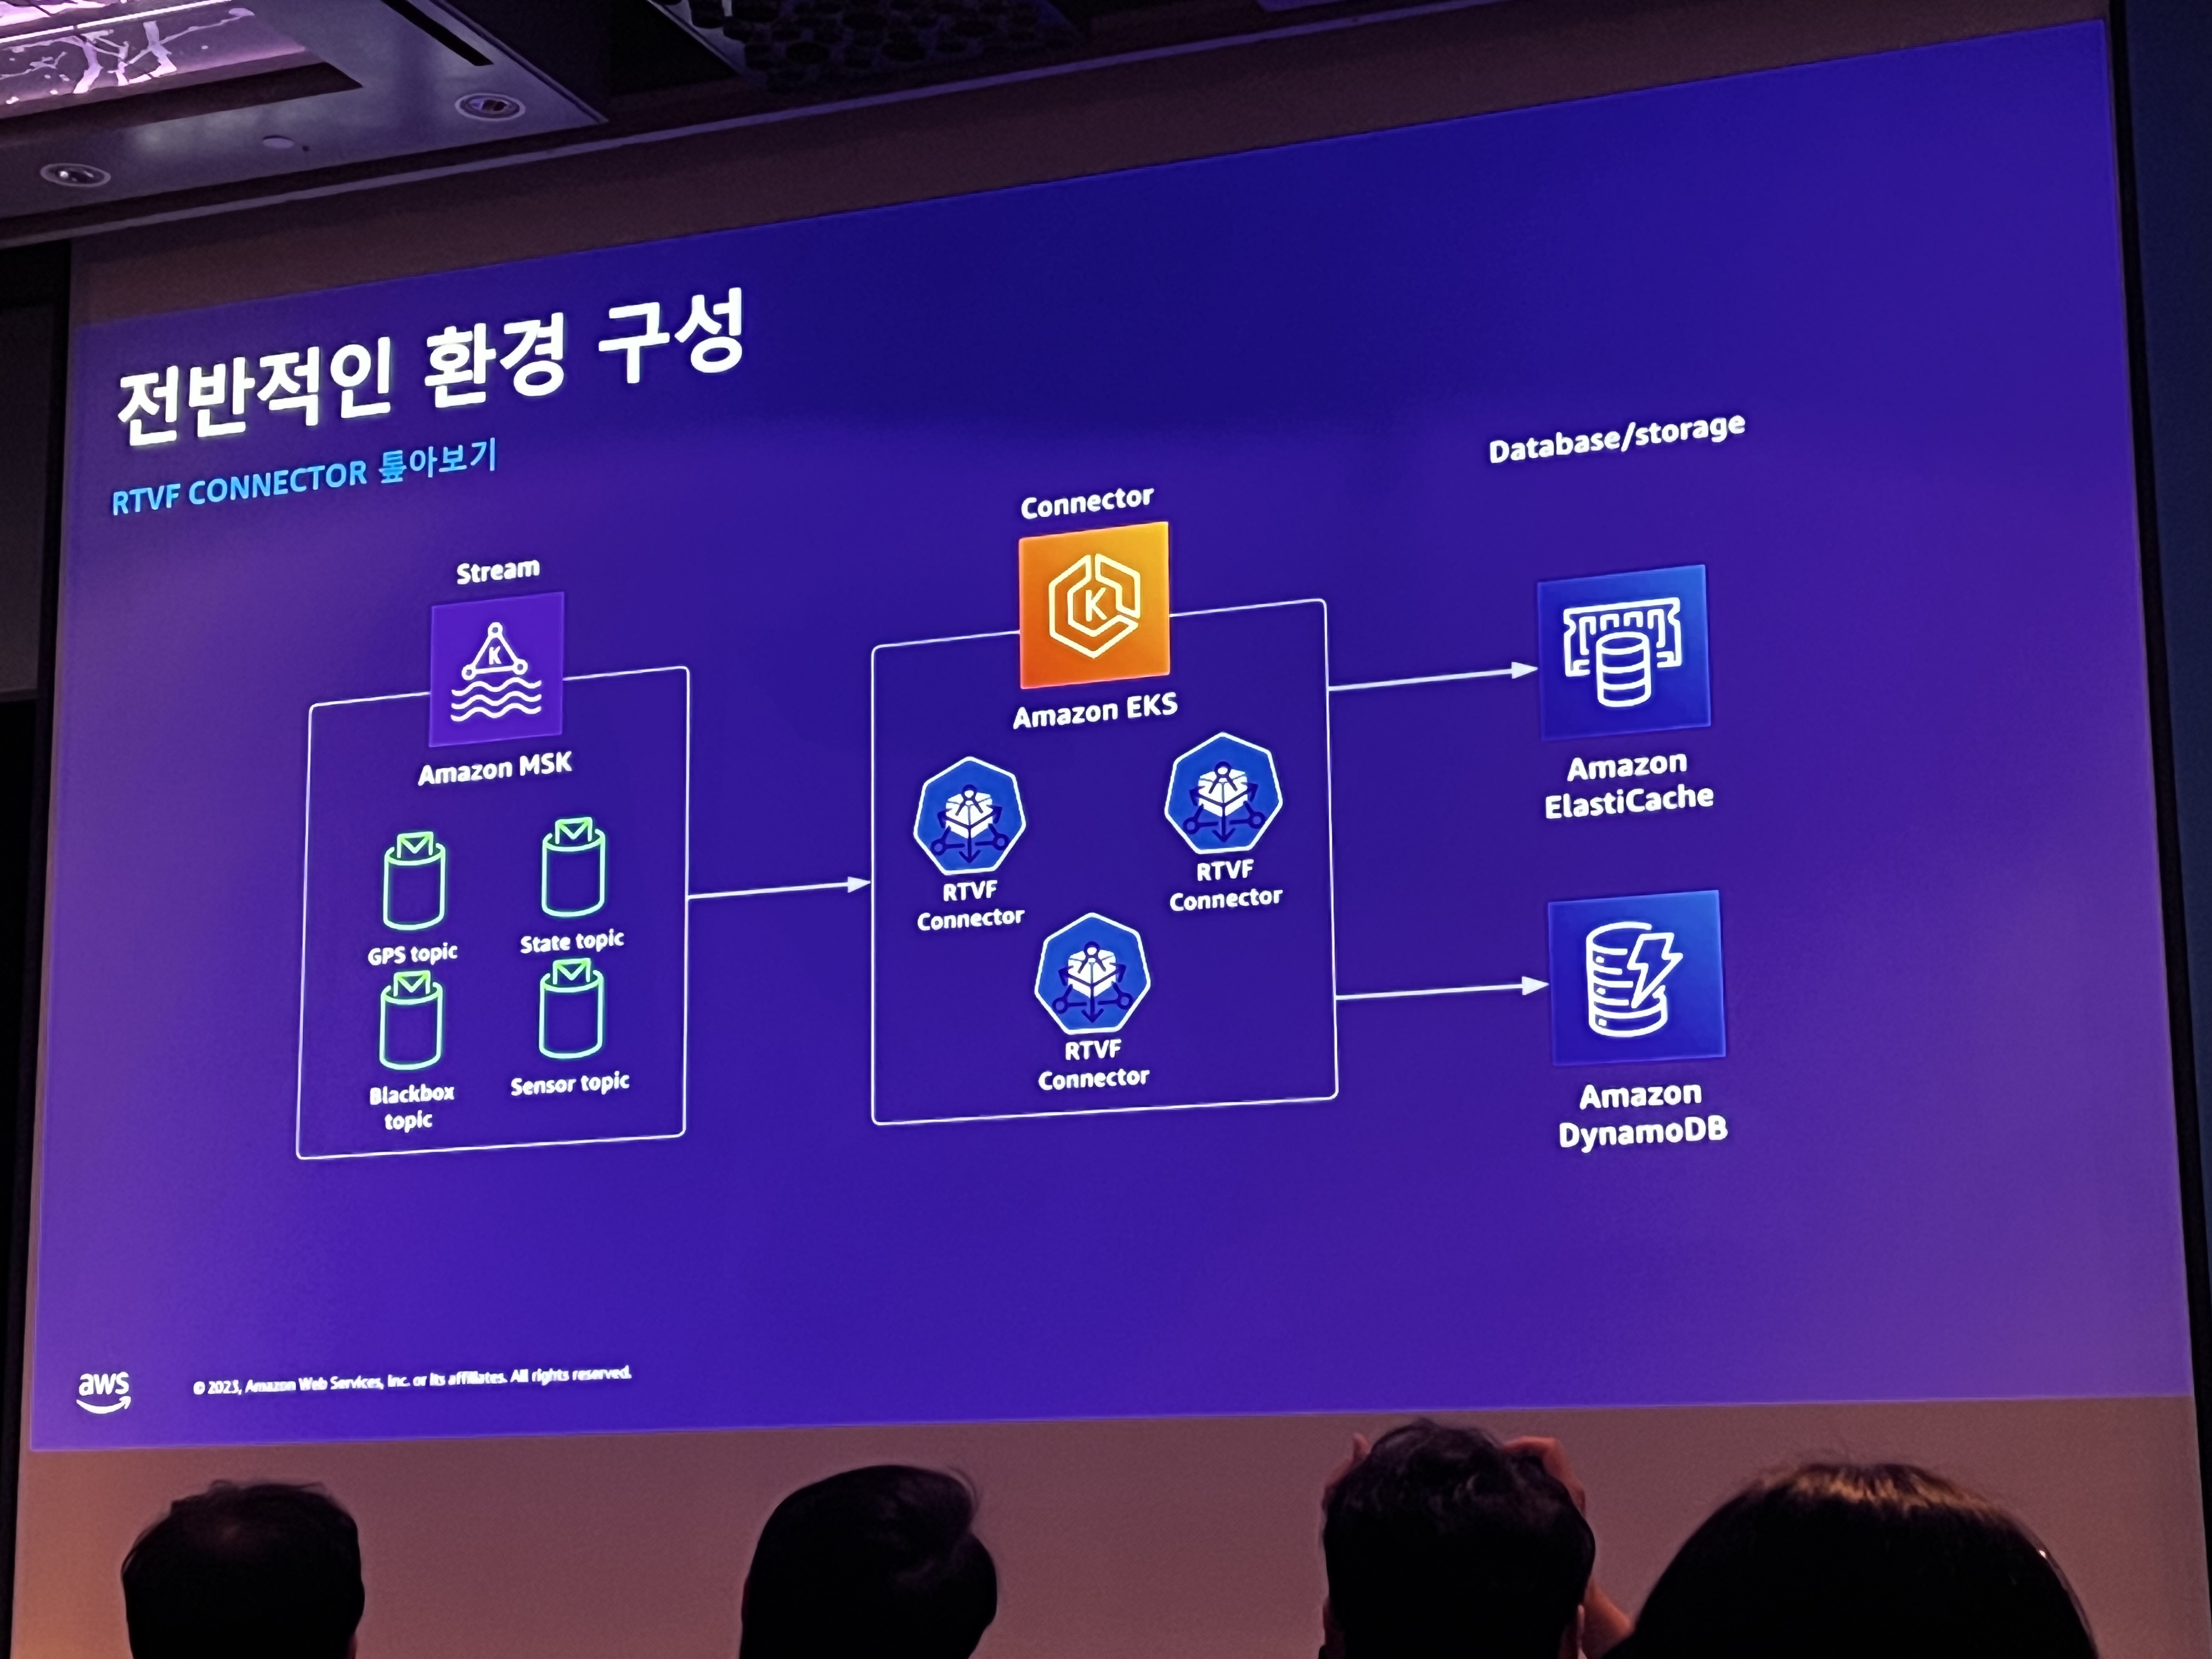 전반적인 환경 구성
RTVF CONNECTOR 톺아보기
Stream
Amazon MSK
GPS topic
State topic
Blackbox
topic
Sensor topic
Connector
Amazon EKS
RTVF
Connector
RTVF
Connector
RTVF
Connector
Database/storage
Amazon
ElastiCache
Amazon
DynamoDB
aws
© 2023, Amazon Web Services, Inc. or its affiliates. All rights reserved.